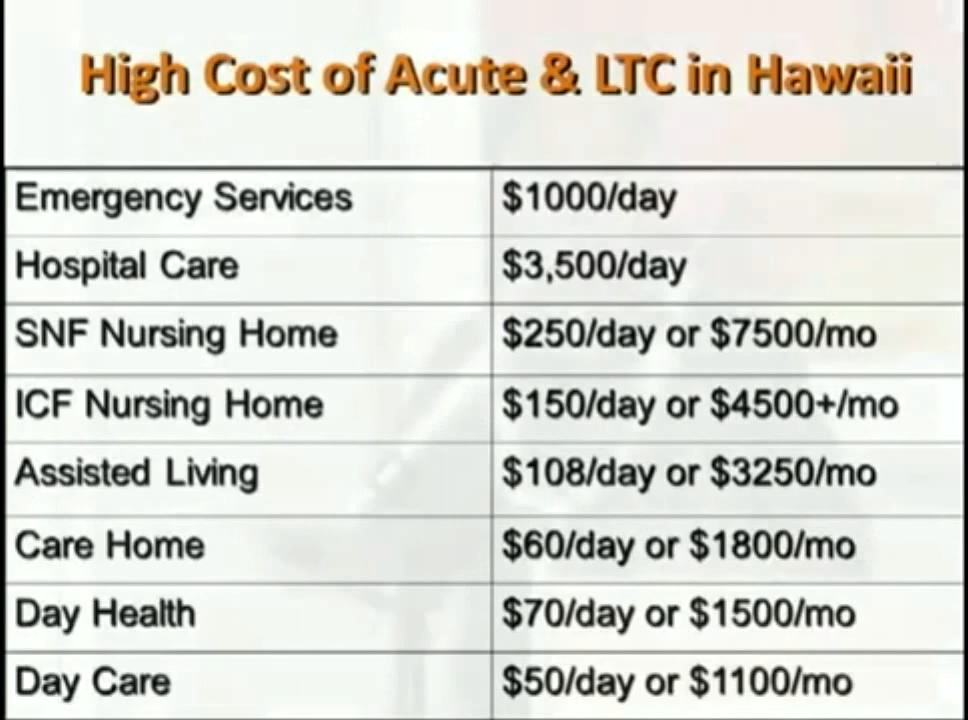 High Cost of Acute & LTC in Hawaii
Emergency Services $1000/day
Hospital Care $3,500/day
SNF Nursing Home $250/day or $7500/mo
ICF Nursing Home $150/day or $4500+/mo
Assisted Living $108/day or $3250/mo
Care Home $60/day or $1800/mo
Day Health $70/day or $1500/mo
Day Care $50/day or $1100/mo